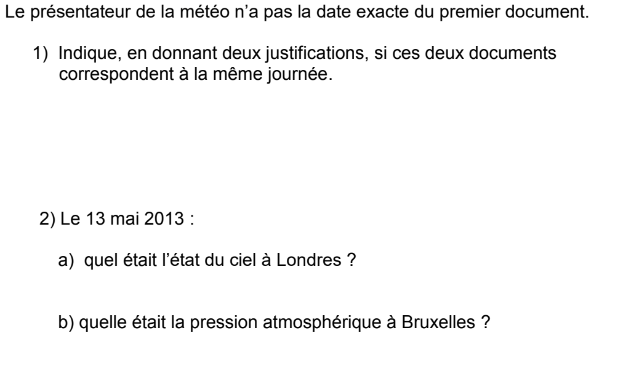 Le présentateur de la météo n'a pas la date exacte du premier document.
1) Indique, en donnant deux justifications, si ces deux documents
correspondent à la même journée.
2) Le 13 mai 2013 :
a) quel était l'état du ciel à Londres ?
b) quelle était la pression atmosphérique à Bruxelles ?